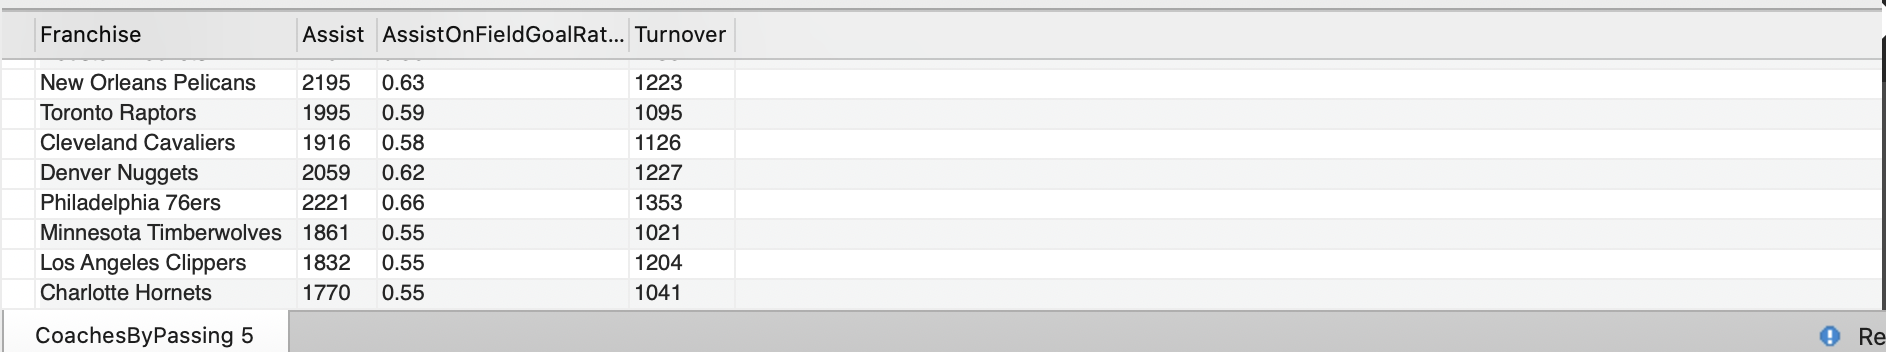 Franchise Assist AssistOnFieldGoalRat... Turnover
New Orleans Pelicans 2195 0.63 1223
Toronto Raptors 1995 0.59 1095
Cleveland Cavaliers 1916 0.58 1126
Denver Nuggets 2059 0.62 1227
Philadelphia 76ers 2221 0.66 1353
Minnesota Timberwolves 1861 0.55 1021
Los Angeles Clippers 1832 0.55 1204
Charlotte Hornets 1770 0.55 1041
CoachesByPassing 5 Re